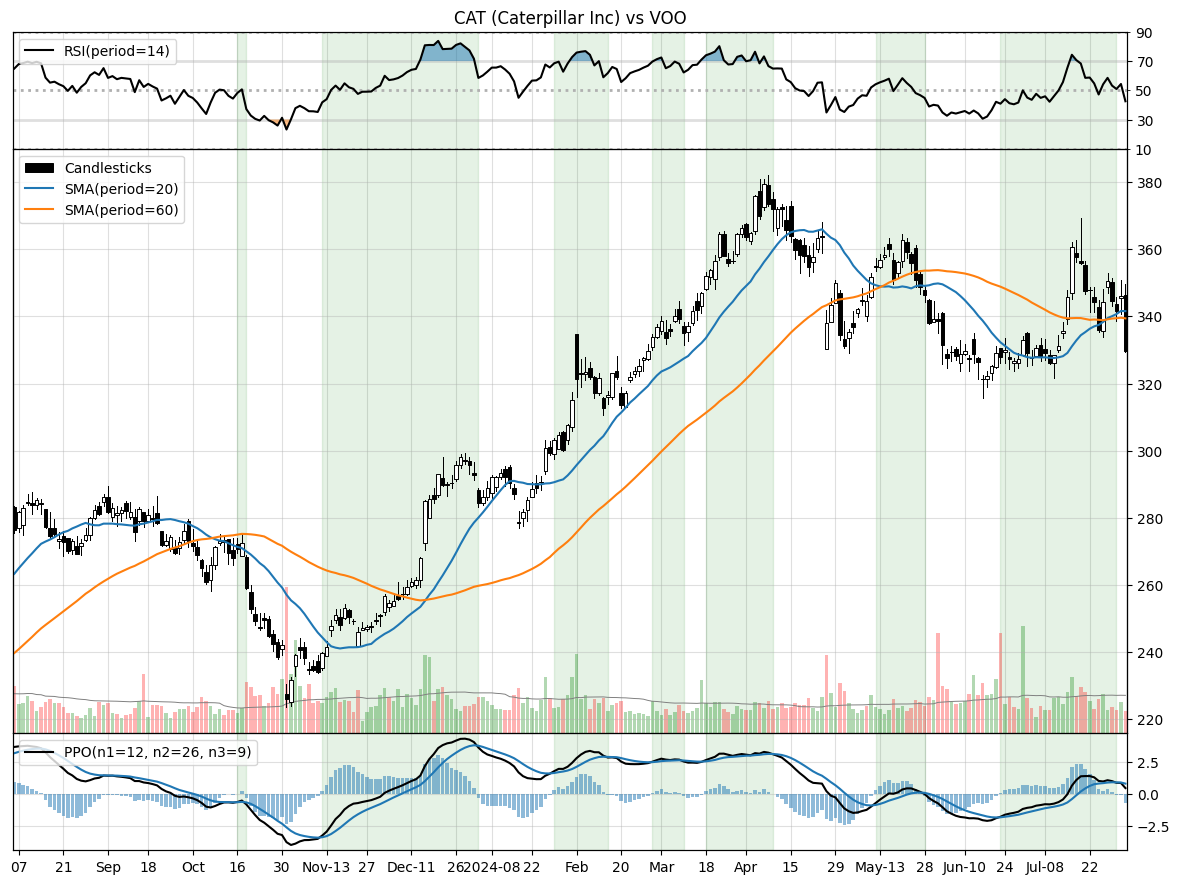 CAT (Caterpillar Inc) vs VOO
RSI(period=14)
90
70
50
30
10
Candlesticks
SMA(period=20)
SMA(period=60)
380
360
340
320
300
280
260
240
220
PPO(n1=12, n2=26, n3=9)
2.5
0.0
−2.5
07 21 Sep 18 Oct 16 30 Nov-13 27 Dec-11 26 2024-08 22 Feb 20 Mar 18 Apr 15 29 May-13 28 Jun-10 24 Jul-08 22